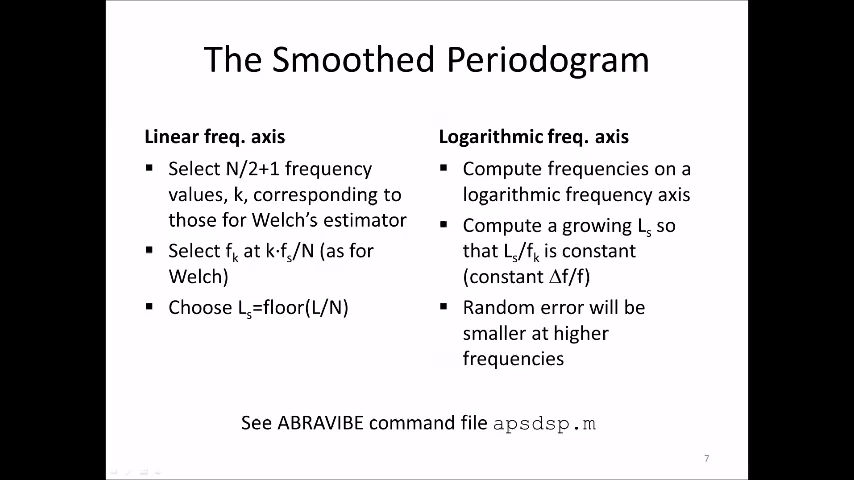 The Smoothed Periodogram
Linear freq. axis
▪ Select N/2+1 frequency
values, k, corresponding to
those for Welch's estimator
▪ Select fk at k·fs/N (as for
Welch)
▪ Choose Ls=floor(L/N)
Logarithmic freq. axis
▪ Compute frequencies on a
logarithmic frequency axis
▪ Compute a growing Ls so
that Ls/fk is constant
(constant Δf/f)
▪ Random error will be
smaller at higher
frequencies
See ABRAVIBE command file apsdsp.m
7